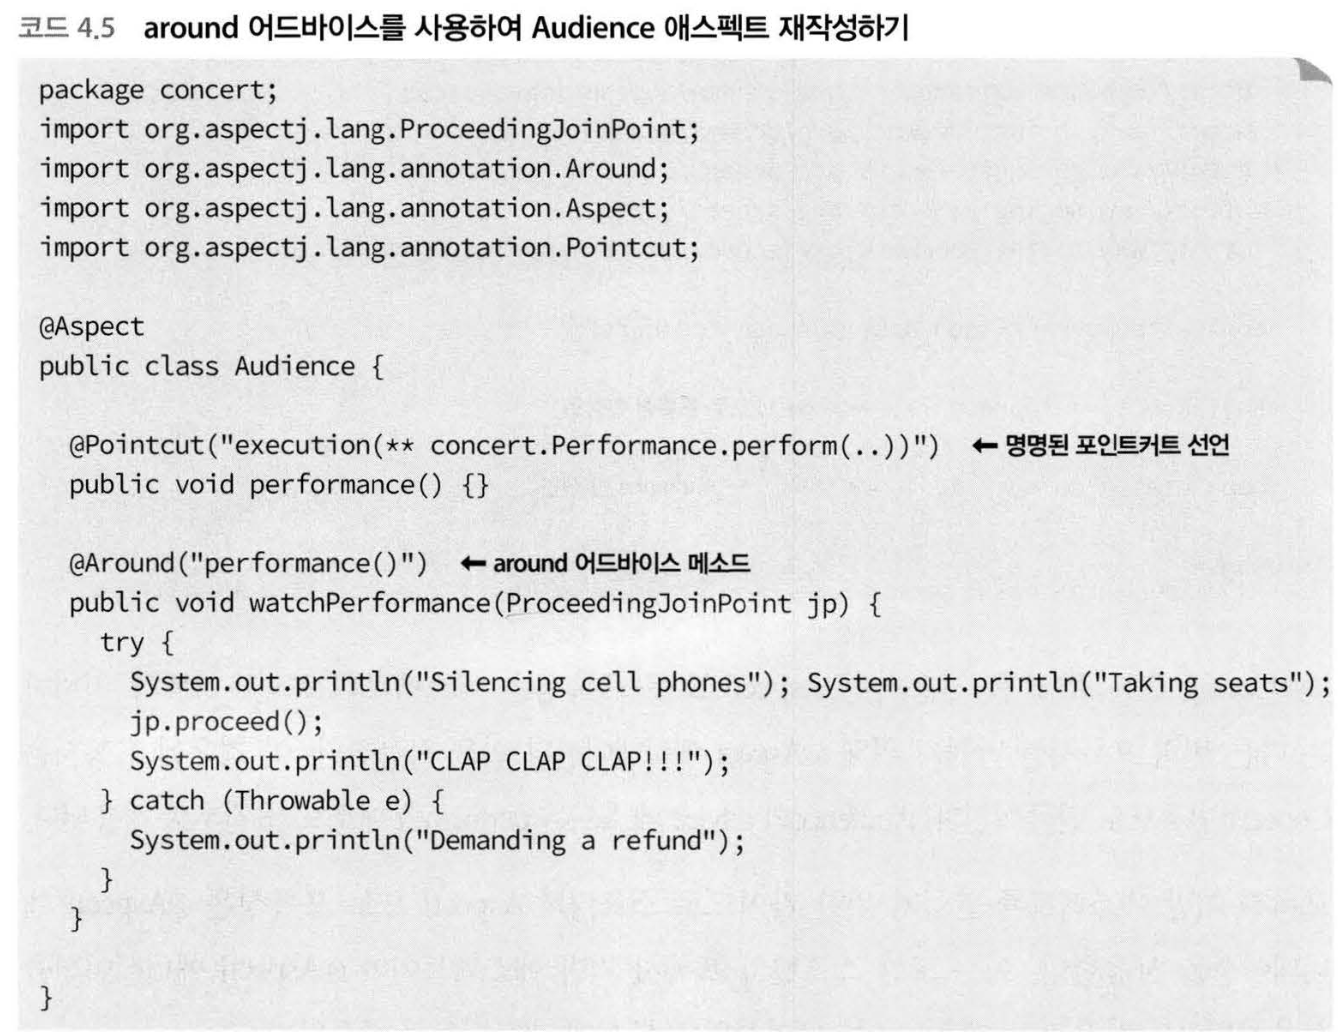 코드 4.5 around 어드바이스를 사용하여 Audience 애스펙트 재작성하기
package concert;
import org.aspectj.lang.ProceedingJoinPoint;
import org.aspectj.lang.annotation.Around;
import org.aspectj.lang.annotation.Aspect;
import org.aspectj.lang.annotation.Pointcut;
@Aspect
public class Audience {
@Pointcut("execution(** concert.Performance.perform(..))") ← 명명된 포인트커트 선언
public void performance() {}
@Around("performance()") ← around 어드바이스 메소드
public void watchPerformance(ProceedingJoinPoint jp) {
try {
System.out.println("Silencing cell phones"); System.out.println("Taking seats");
jp.proceed();
System.out.println("CLAP CLAP CLAP!!!");
} catch (Throwable e) {
System.out.println("Demanding a refund");
}
}
}